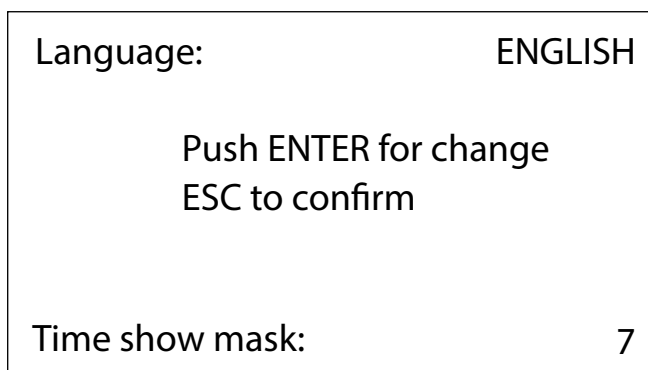 Language: ENGLISH
Push ENTER for change
ESC to confirm
Time show mask: 7